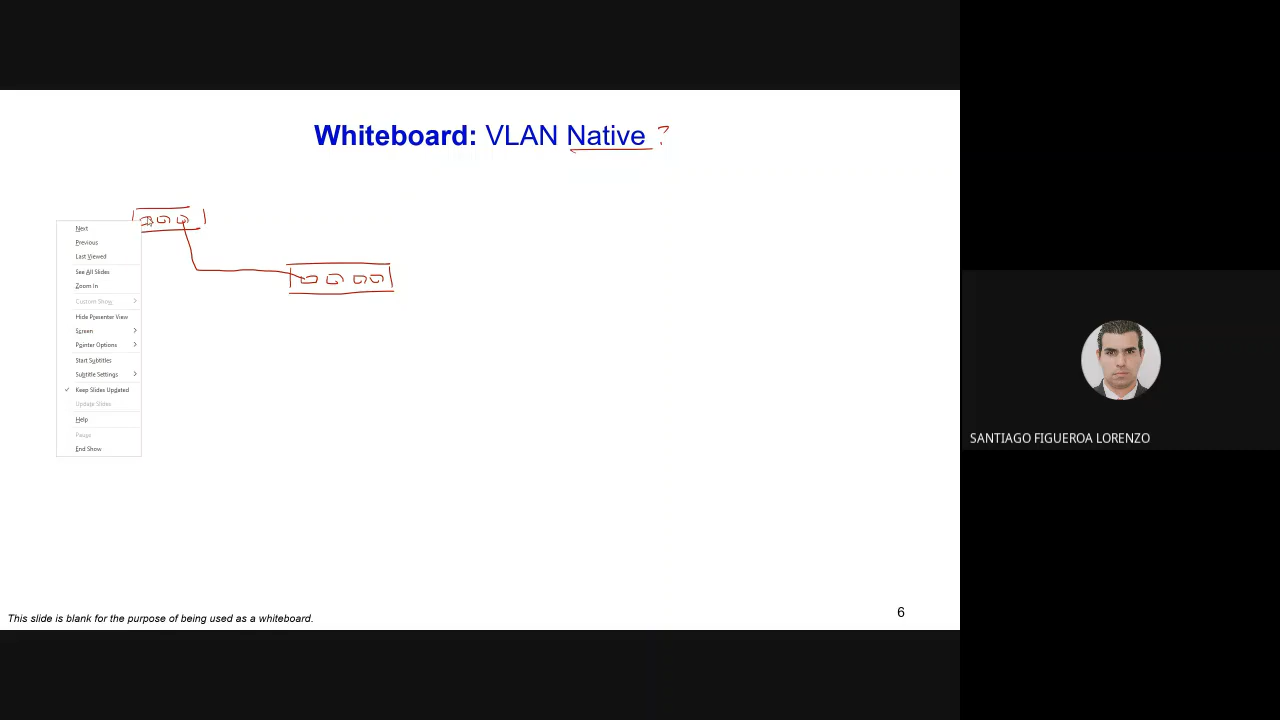 Whiteboard: VLAN Native ?
Next
Previous
Last Viewed
See All Slides
Zoom In
Custom Show
Hide Presenter View
Screen
Pointer Options
Start Subtitles
Subtitle Settings
Keep Slides Updated
Update Slides
Help
Pause
End Show
SANTIAGO FIGUEROA LORENZO
This slide is blank for the purpose of being used as a whiteboard.
6